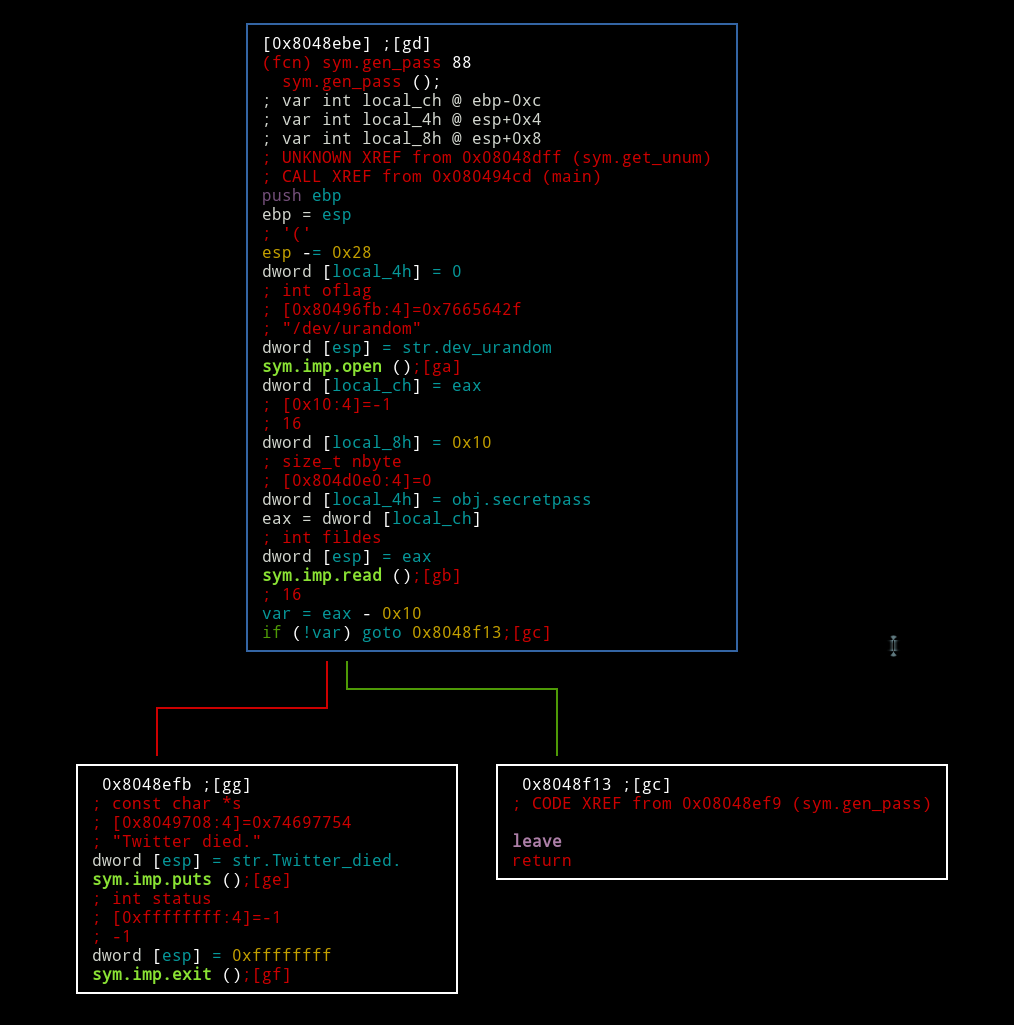 [0x8048ebe] ;[gd]
(fcn) sym.gen_pass 88
sym.gen_pass ();
; var int local_ch @ ebp-0xc
; var int local_4h @ esp+0x4
; var int local_8h @ esp+0x8
; UNKNOWN XREF from 0x08048dff (sym.get_unum)
; CALL XREF from 0x080494cd (main)
push ebp
ebp = esp
; '('
esp -= 0x28
dword [local_4h] = 0
; int oflag
; [0x80496fb:4]=0x7665642f
; "/dev/urandom"
dword [esp] = str.dev_urandom
sym.imp.open ();[ga]
dword [local_ch] = eax
; [0x10:4]=-1
; 16
dword [local_8h] = 0x10
; size_t nbyte
; [0x804d0e0:4]=0
dword [local_4h] = obj.secretpass
eax = dword [local_ch]
; int fildes
dword [esp] = eax
sym.imp.read ();[gb]
; 16
var = eax - 0x10
if (!var) goto 0x8048f13;[gc]
0x8048efb ;[gg]
; const char *s
; [0x8049708:4]=0x74697754
; "Twitter died."
dword [esp] = str.Twitter_died.
sym.imp.puts ();[ge]
; int status
; [0xffffffff:4]=-1
; -1
dword [esp] = 0xffffffff
sym.imp.exit ();[gf]
0x8048f13 ;[gc]
; CODE XREF from 0x08048ef9 (sym.gen_pass)
leave
return